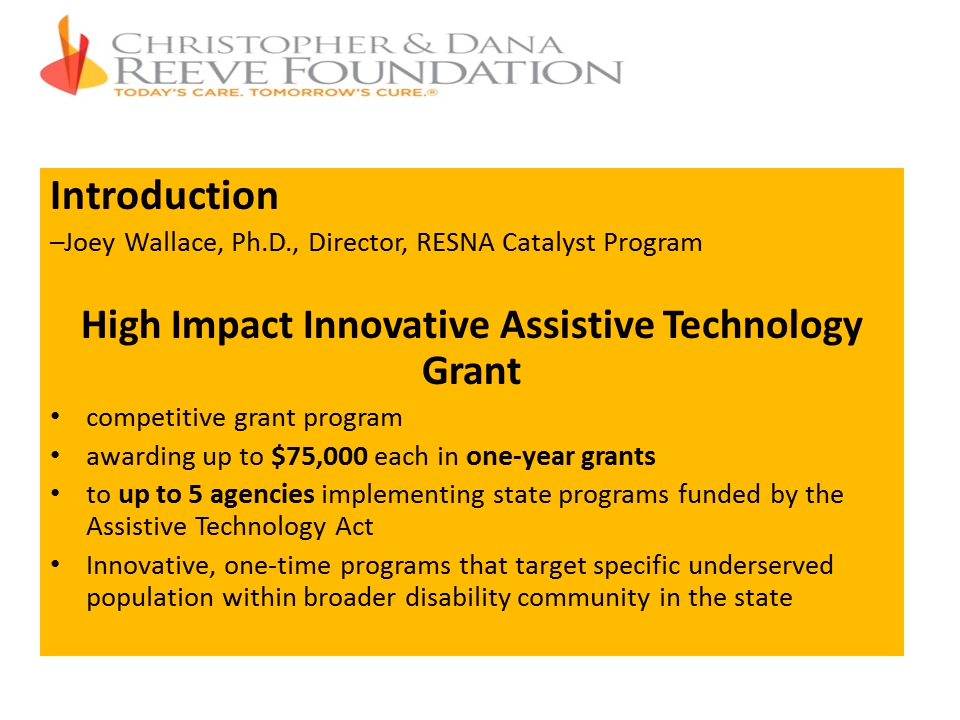 CHRISTOPHER & DANA
REEVE FOUNDATION
TODAY'S CARE. TOMORROW'S CURE.®
Introduction
–Joey Wallace, Ph.D., Director, RESNA Catalyst Program
High Impact Innovative Assistive Technology
Grant
• competitive grant program
• awarding up to $75,000 each in one-year grants
• to up to 5 agencies implementing state programs funded by the
Assistive Technology Act
• Innovative, one-time programs that target specific underserved
population within broader disability community in the state